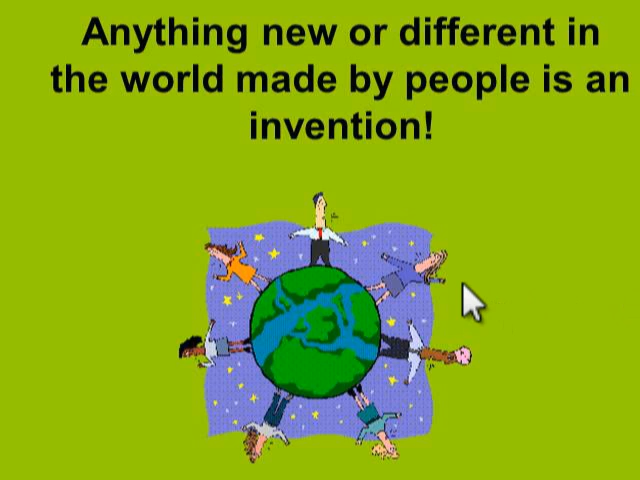 Anything new or different in
the world made by people is an
invention!